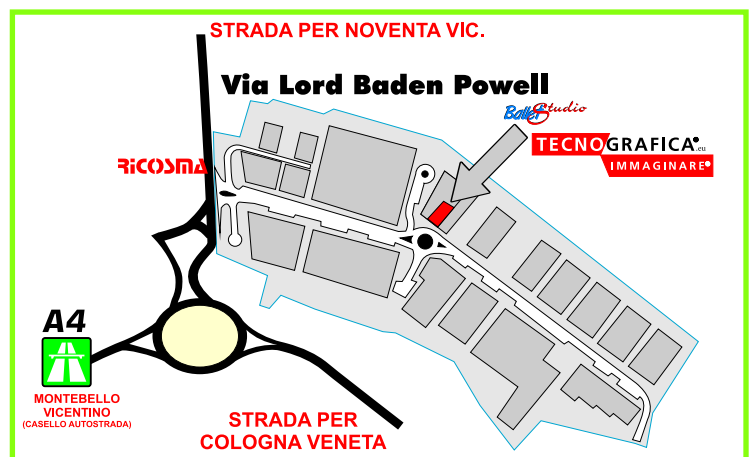 STRADA PER NOVENTA VIC.
Via Lord Baden Powell
Ballet Studio
TECNOGRAFICA.eu
IMMAGINARE
RICOSMA
A4
MONTEBELLO
VICENTINO
(CASELLO AUTOSTRADA)
STRADA PER
COLOGNA VENETA